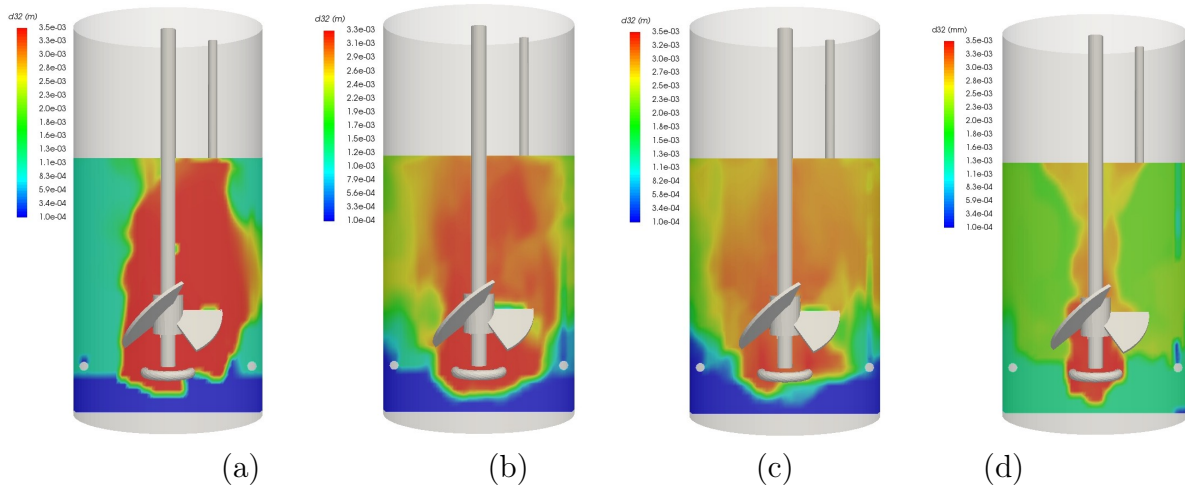 d32 (m)
3.5e-03
3.3e-03
3.0e-03
2.8e-03
2.5e-03
2.3e-03
2.0e-03
1.8e-03
1.6e-03
1.3e-03
1.1e-03
8.3e-04
5.9e-04
3.4e-04
1.0e-04
d32 (m)
3.3e-03
3.1e-03
2.9e-03
2.6e-03
2.4e-03
2.2e-03
1.9e-03
1.7e-03
1.5e-03
1.2e-03
1.0e-03
7.9e-04
5.6e-04
3.3e-04
1.0e-04
d32 (m)
3.5e-03
3.2e-03
3.0e-03
2.7e-03
2.5e-03
2.2e-03
2.0e-03
1.8e-03
1.5e-03
1.3e-03
1.1e-03
8.2e-04
5.8e-04
3.4e-04
1.0e-04
d32 (mm)
3.5e-03
3.2e-03
3.0e-03
2.7e-03
2.5e-03
2.3e-03
2.0e-03
1.8e-03
1.5e-03
1.3e-03
1.1e-03
8.2e-04
5.8e-04
3.4e-04
1.0e-04
(a) (b) (c) (d)